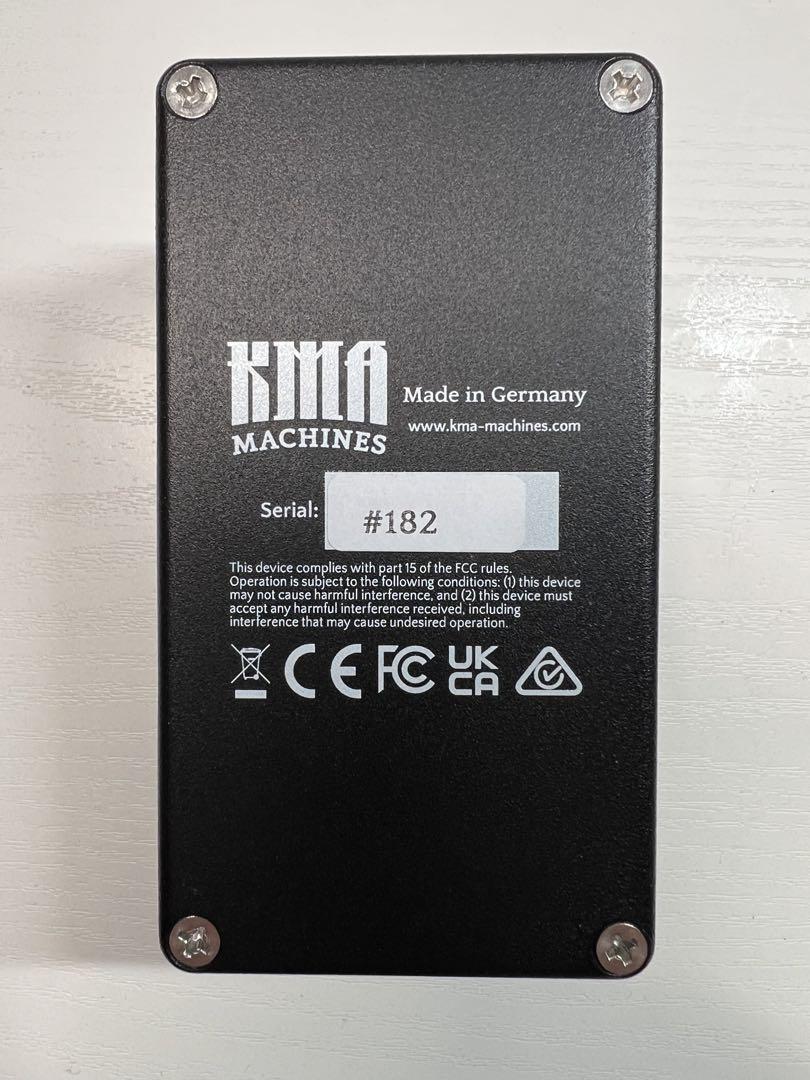 KMA
MACHINES
Made in Germany
www.kma-machines.com
Serial:
#182
This device complies with part 15 of the FCC rules.
Operation is subject to the following conditions: (1) this device
may not cause harmful interference, and (2) this device must
accept any harmful interference received, including
interference that may cause undesired operation.
CE FC UK
CA